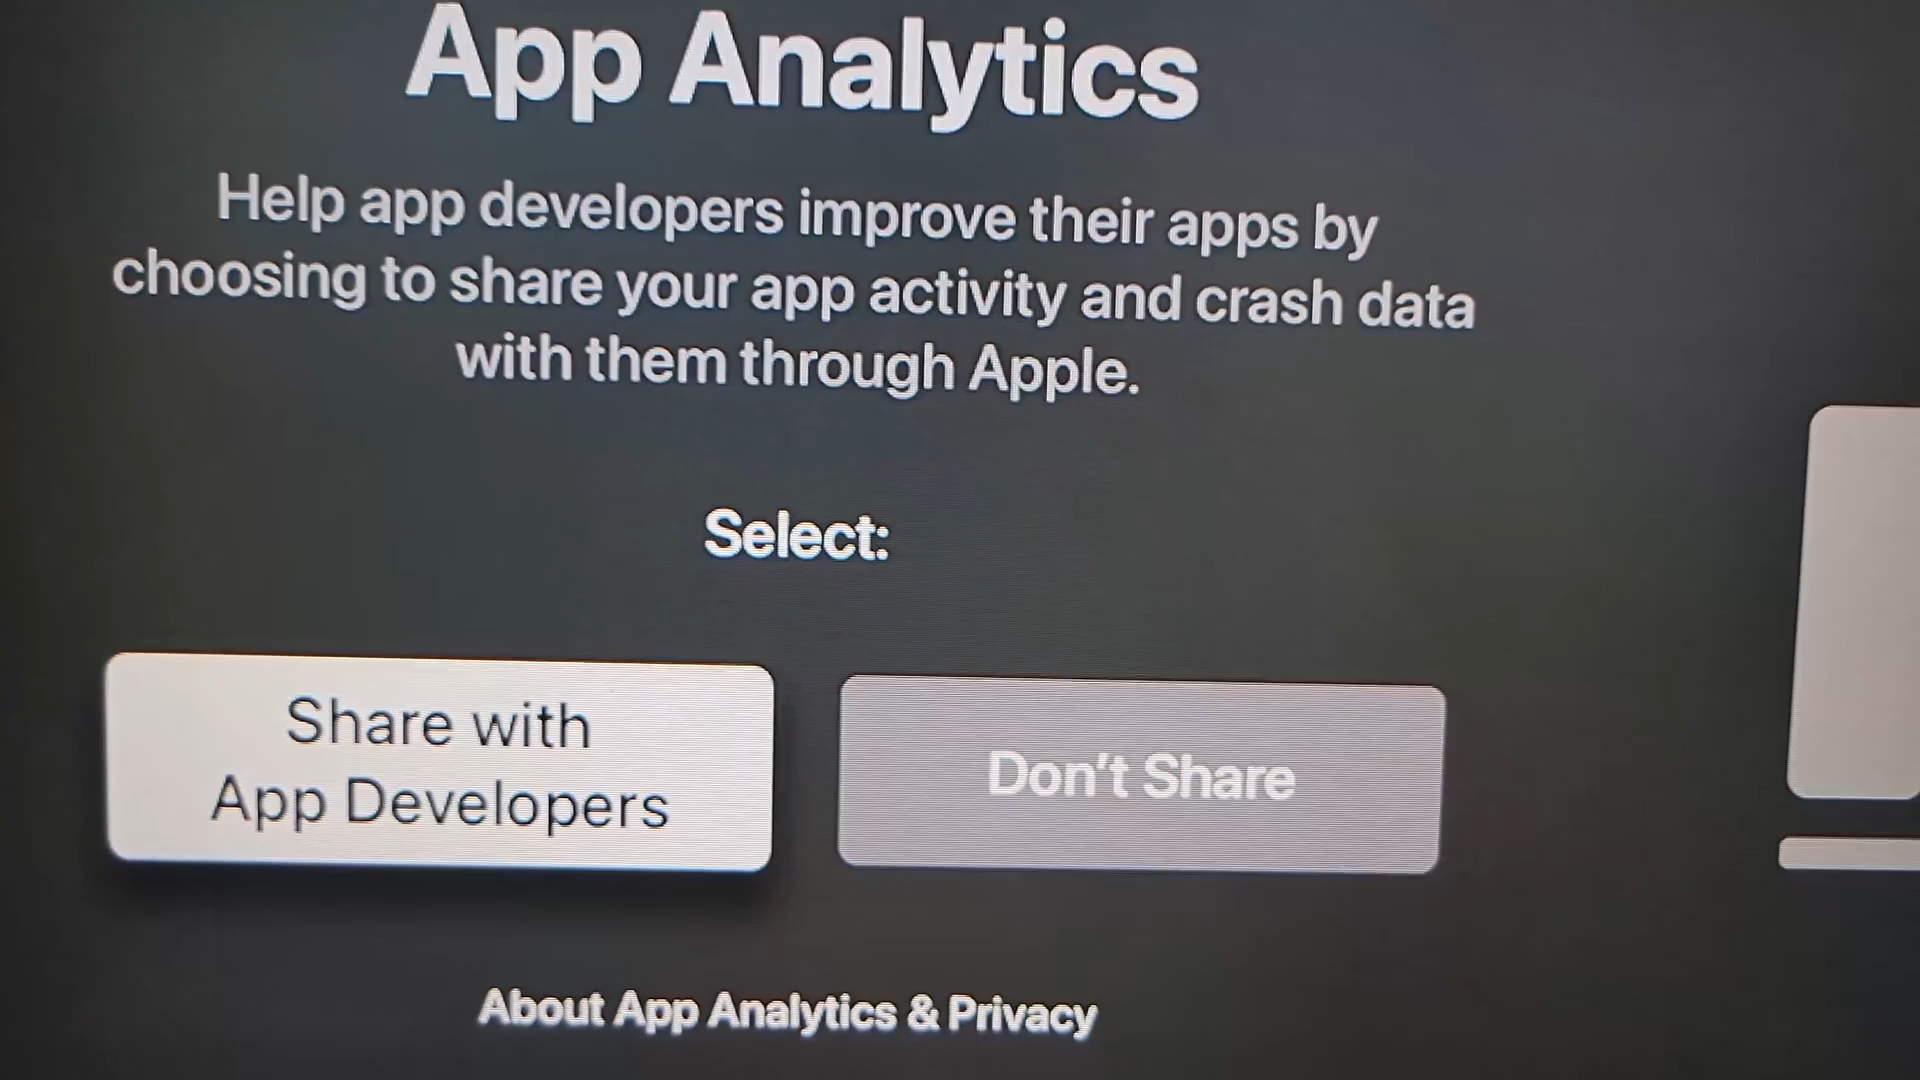 App Analytics
Help app developers improve their apps by
choosing to share your app activity and crash data
with them through Apple.
Select:
Share with
App Developers
Don't Share
About App Analytics & Privacy